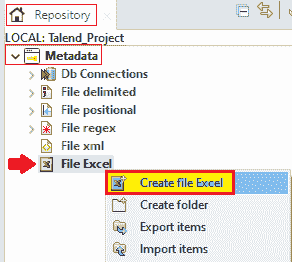 Repository
LOCAL: Talend_Project
Metadata
Db Connections
File delimited
File positional
File regex
File xml
File Excel
Create file Excel
Create folder
Export items
Import items